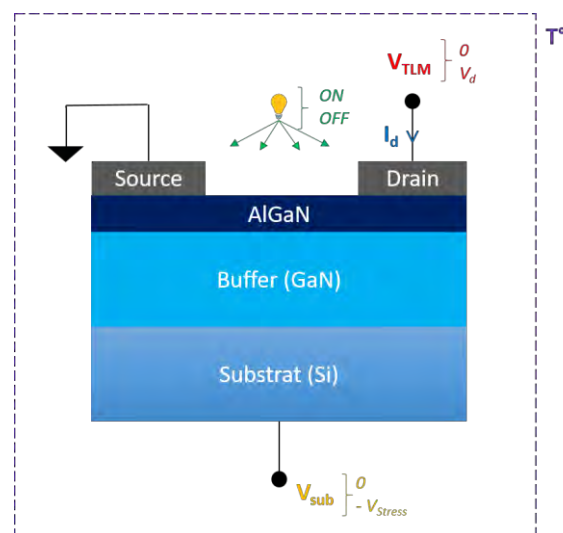 T°
V_TLM
0
V_d
ON
OFF
I_d
Source
Drain
AlGaN
Buffer (GaN)
Substrat (Si)
V_sub
0
- V_Stress